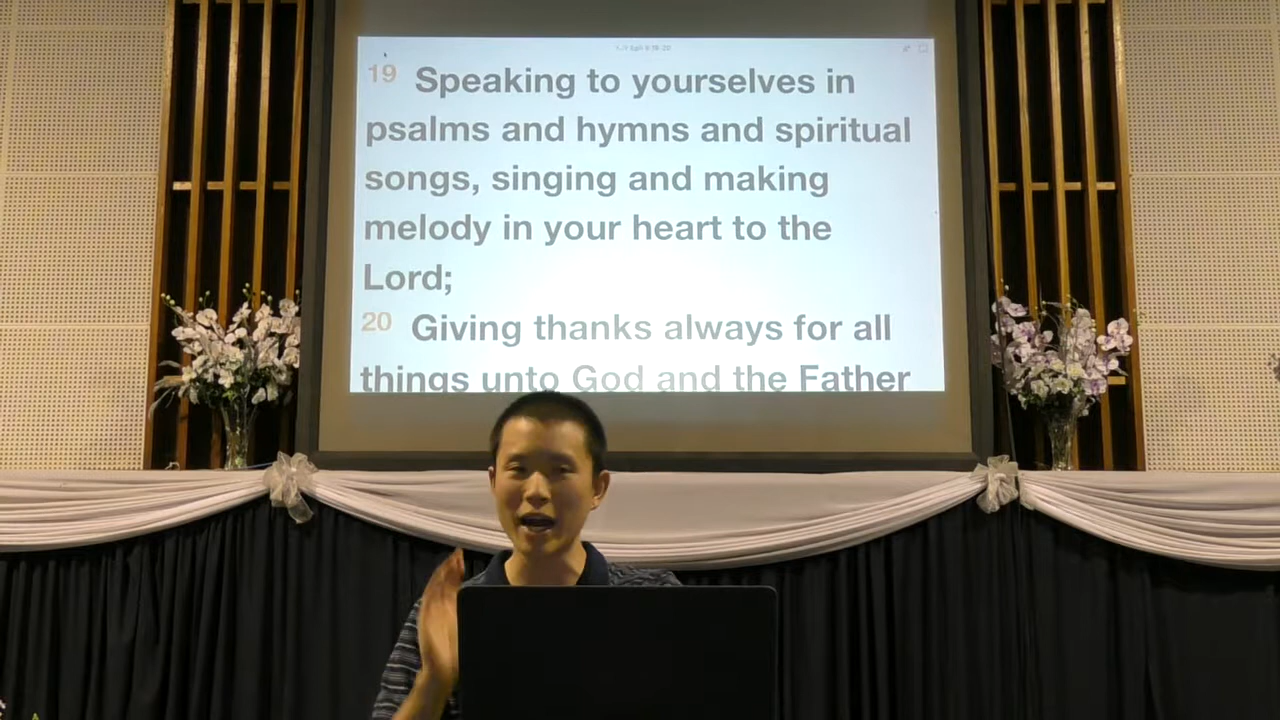 19 Speaking to yourselves in
psalms and hymns and spiritual
songs, singing and making
melody in your heart to the
Lord;
20 Giving thanks always for all
things unto God and the Father